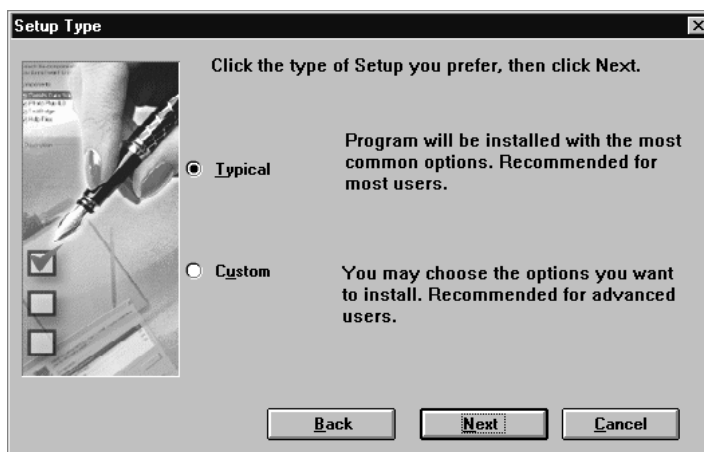 Setup Type
Click the type of Setup you prefer, then click Next.
Typical
Program will be installed with the most
common options. Recommended for
most users.
Custom
You may choose the options you want
to install. Recommended for advanced
users.
Back
Next
Cancel